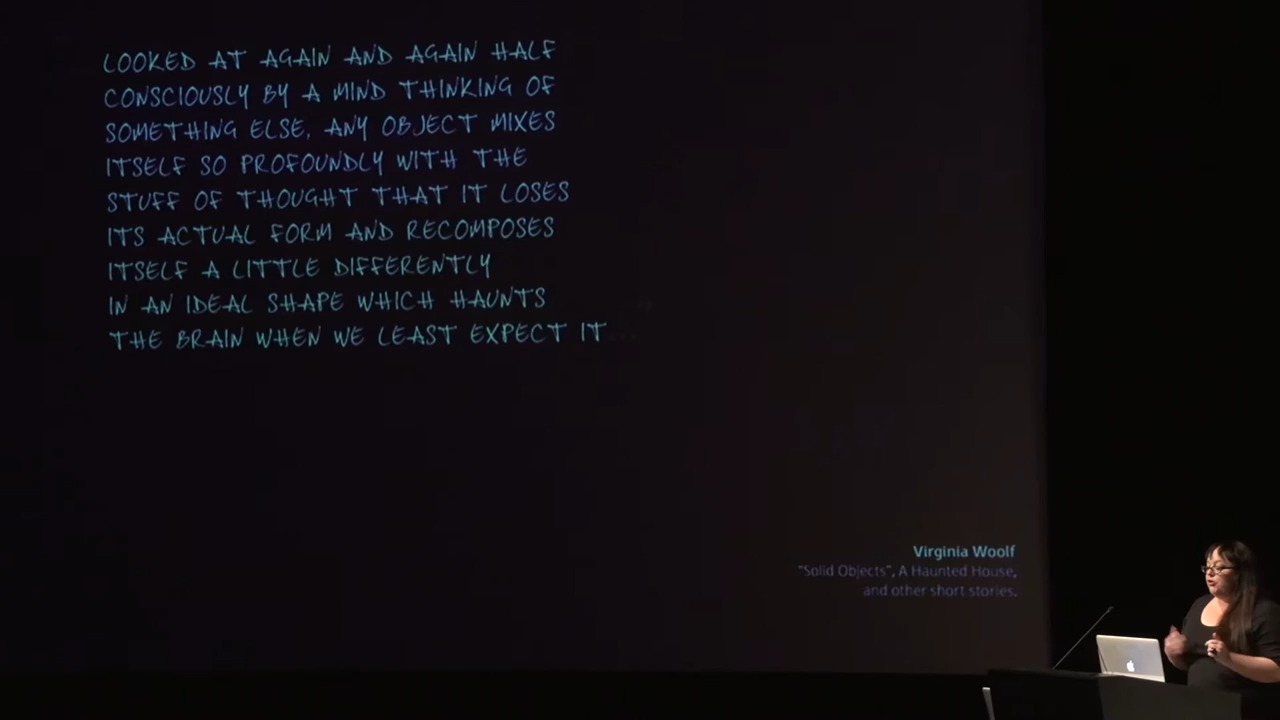 LOOKED AT AGAIN AND AGAIN HALF
CONSCIOUSLY BY A MIND THINKING OF
SOMETHING ELSE, ANY OBJECT MIXES
ITSELF SO PROFOUNDLY WITH THE
STUFF OF THOUGHT THAT IT LOSES
ITS ACTUAL FORM AND RECOMPOSES
ITSELF A LITTLE DIFFERENTLY
IN AN IDEAL SHAPE WHICH HAUNTS
THE BRAIN WHEN WE LEAST EXPECT IT
Virginia Woolf
"Solid Objects", A Haunted House,
and other short stories.